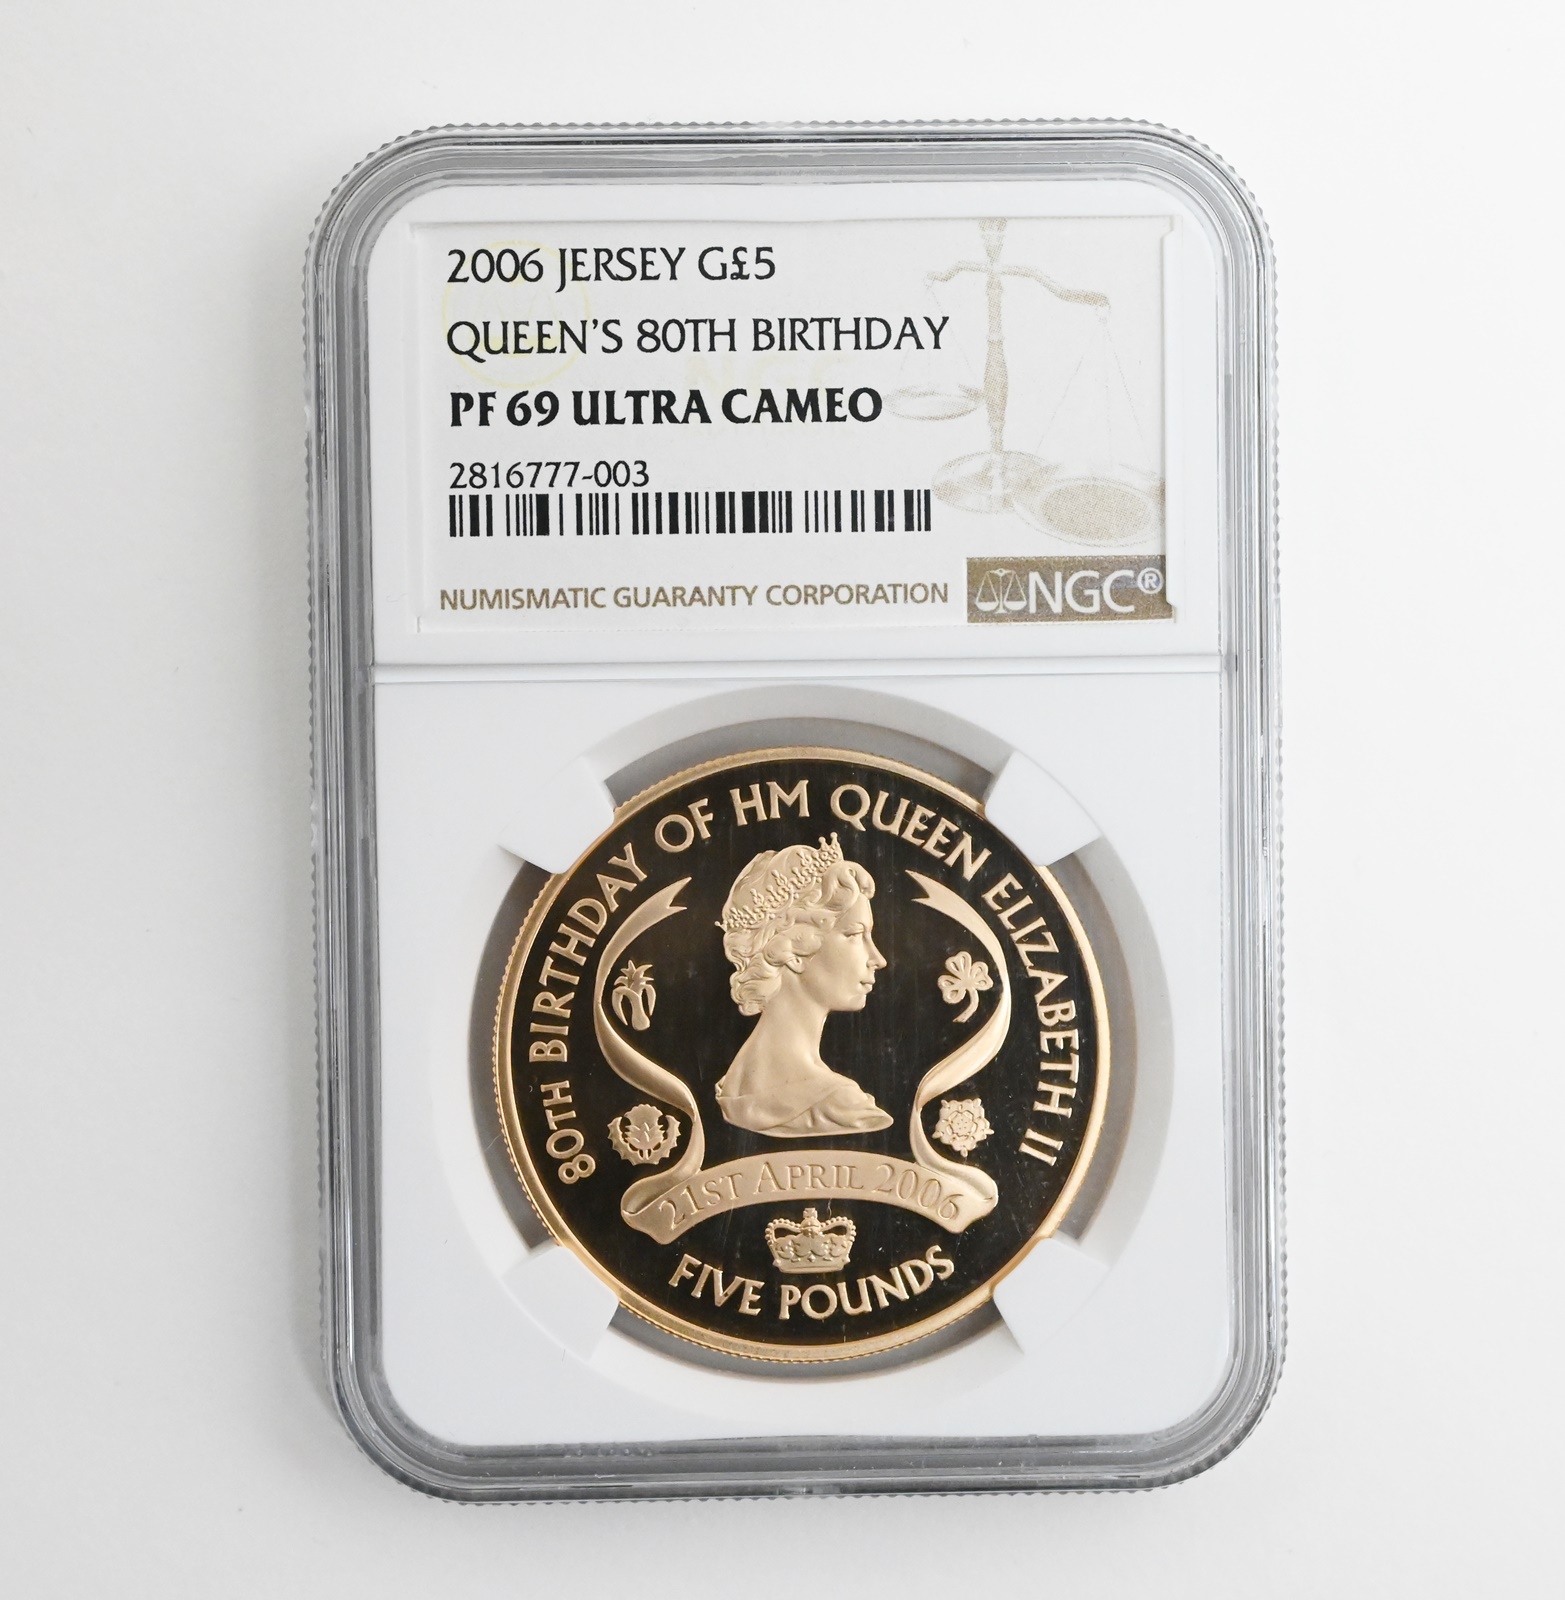 2006 JERSEY G£5
QUEEN'S 80TH BIRTHDAY
PF 69 ULTRA CAMEO
2816777-003
NUMISMATIC GUARANTY CORPORATION
NGC®
80TH BIRTHDAY OF HM QUEEN ELIZABETH II
21ST APRIL 2006
FIVE POUNDS